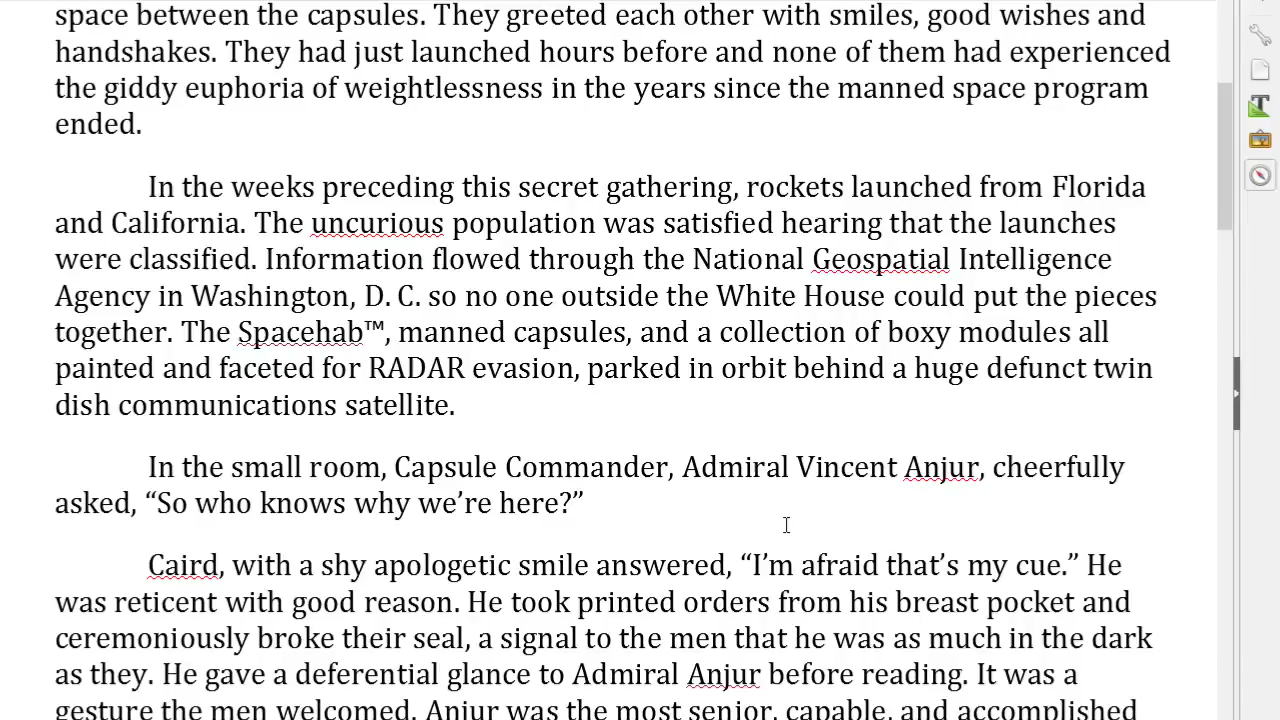 space between the capsules. They greeted each other with smiles, good wishes and
handshakes. They had just launched hours before and none of them had experienced
the giddy euphoria of weightlessness in the years since the manned space program
ended.
In the weeks preceding this secret gathering, rockets launched from Florida
and California. The uncurious population was satisfied hearing that the launches
were classified. Information flowed through the National Geospatial Intelligence
Agency in Washington, D. C. so no one outside the White House could put the pieces
together. The Spacehab™, manned capsules, and a collection of boxy modules all
painted and faceted for RADAR evasion, parked in orbit behind a huge defunct twin
dish communications satellite.
In the small room, Capsule Commander, Admiral Vincent Anjur, cheerfully
asked, “So who knows why we’re here?”
Caird, with a shy apologetic smile answered, “I’m afraid that’s my cue.” He
was reticent with good reason. He took printed orders from his breast pocket and
ceremoniously broke their seal, a signal to the men that he was as much in the dark
as they. He gave a deferential glance to Admiral Anjur before reading. It was a
gesture the men welcomed. Anjur was the most senior, capable, and accomplished